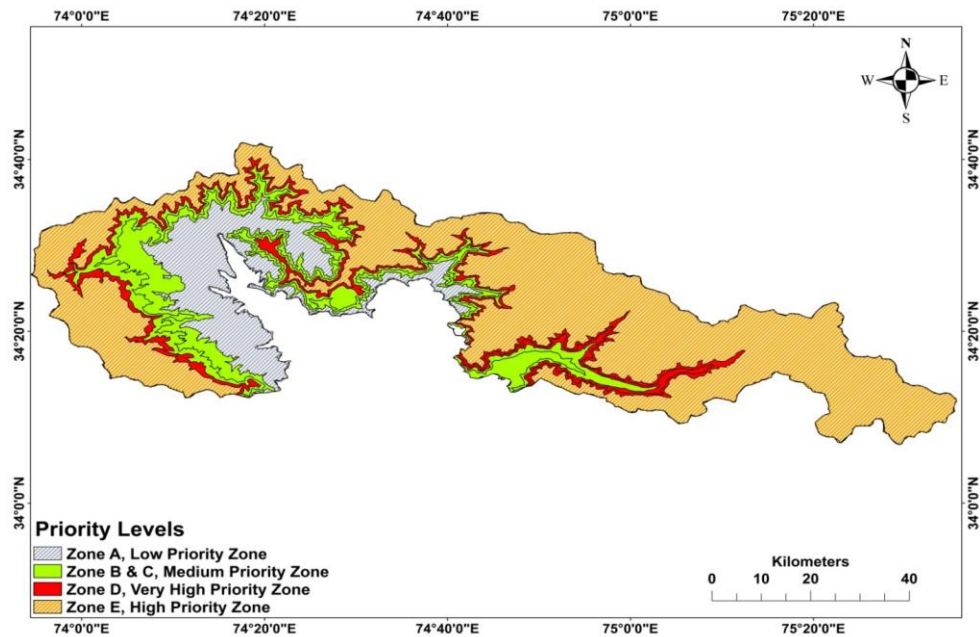 74°0'0"E 74°20'0"E 74°40'0"E 75°0'0"E 75°20'0"E
N
W E
S
34°40'0"N 34°40'0"N
34°20'0"N 34°20'0"N
34°0'0"N 34°0'0"N
Priority Levels
Zone A, Low Priority Zone
Zone B & C, Medium Priority Zone
Zone D, Very High Priority Zone
Zone E, High Priority Zone
Kilometers
0 10 20 40
74°0'0"E 74°20'0"E 74°40'0"E 75°0'0"E 75°20'0"E